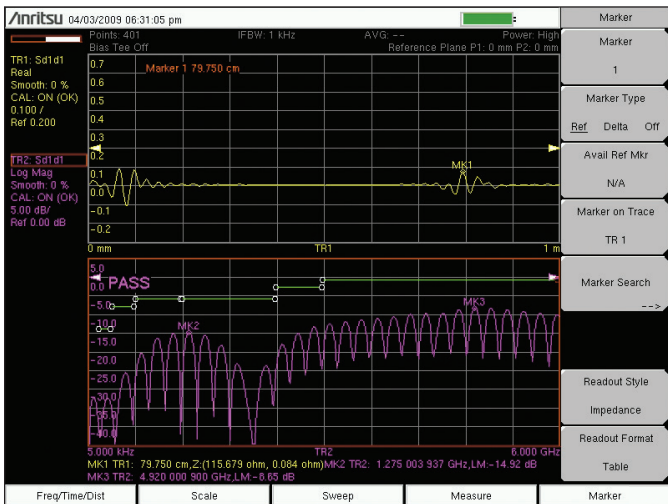 Anritsu 04/03/2009 06:31:05 pm
Marker
Points: 401 IFBW: 1 kHz AVG: -- Power: High
Bias Tee Off Reference Plane P1: 0 mm P2: 0 mm
TR1: Sd1d1
Real
Smooth: 0 %
CAL: ON (OK)
0.100 /
Ref 0.200
TR2: Sd1d1
Log Mag
Smooth: 0 %
CAL: ON (OK)
5.00 dB/
Ref 0.00 dB
0.7
Marker 1 79.750 cm
0.6
0.5
0.4
0.3
0.2
MK1
0.1
0.0
-0.1
-0.2
0 mm TR1 1 m
5.0
PASS
0.0
-5.0
MK3
-10.0
MK2
-15.0
-20.0
-25.0
-30.0
-35.0
-40.0
5.000 kHz TR2 6.000 GHz
MK1 TR1: 79.750 cm,Z:(115.679 ohm, 0.084 ohm)MK2 TR2: 1.275 003 937 GHz,LM:-14.92 dB
MK3 TR2: 4.920 000 900 GHz,LM:-8.65 dB
Marker
1
Marker Type
Ref Delta Off
Avail Ref Mkr
N/A
Marker on Trace
TR 1
Marker Search
-->
Readout Style
Impedance
Readout Format
Table
Freq/Time/Dist Scale Sweep Measure Marker